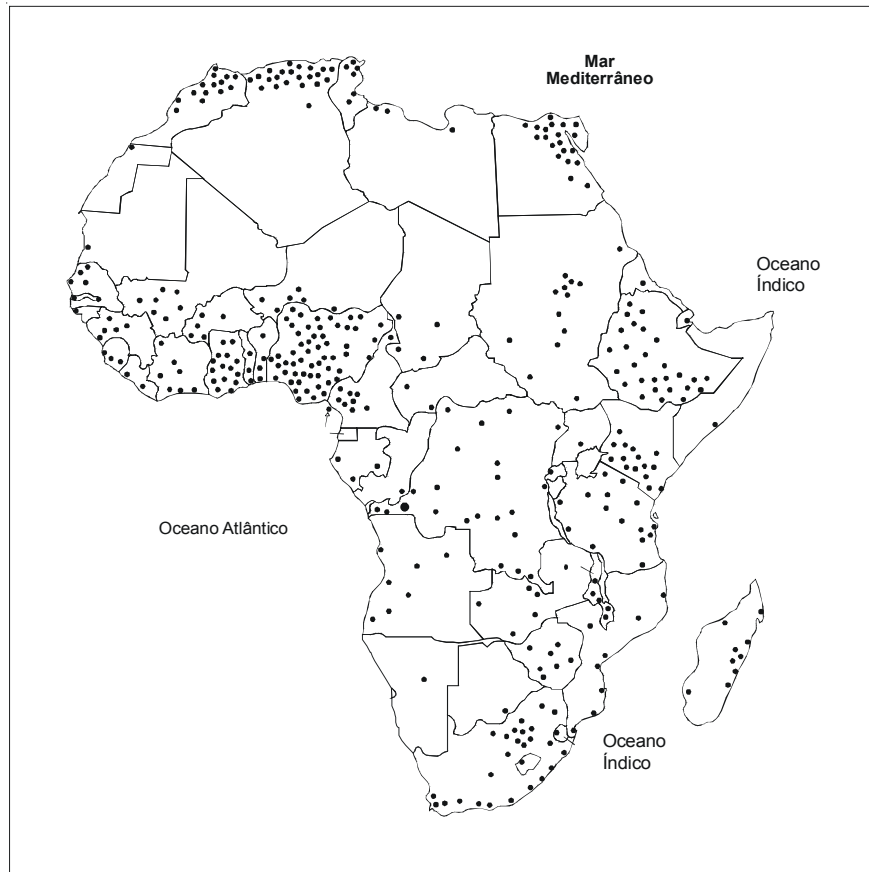 Mar
Mediterrâneo
Oceano
Índico
Oceano Atlântico
Oceano
Índico